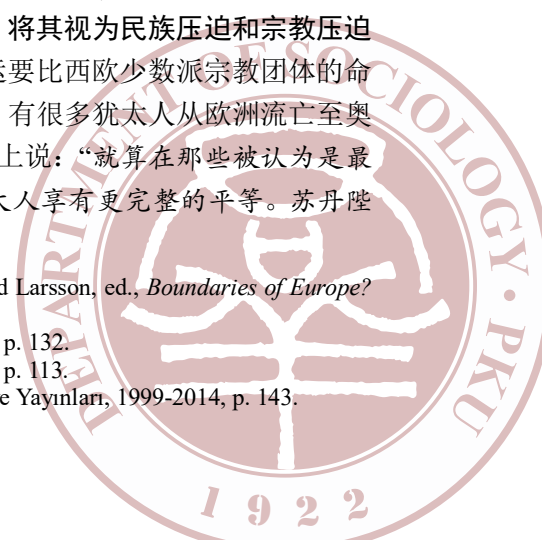 将其视为民族压迫和宗教压迫
运要比西欧少数派宗教团体的命
有很多犹太人从欧洲流亡至奥
上说：“就算在那些被认为是最
大人享有更完整的平等。苏丹陛
d Larsson, ed., Boundaries of Europe?
p. 132.
p. 113.
e Yayınları, 1999-2014, p. 143.
DEPARTMENT OF SOCIOLOGY · PKU
1922